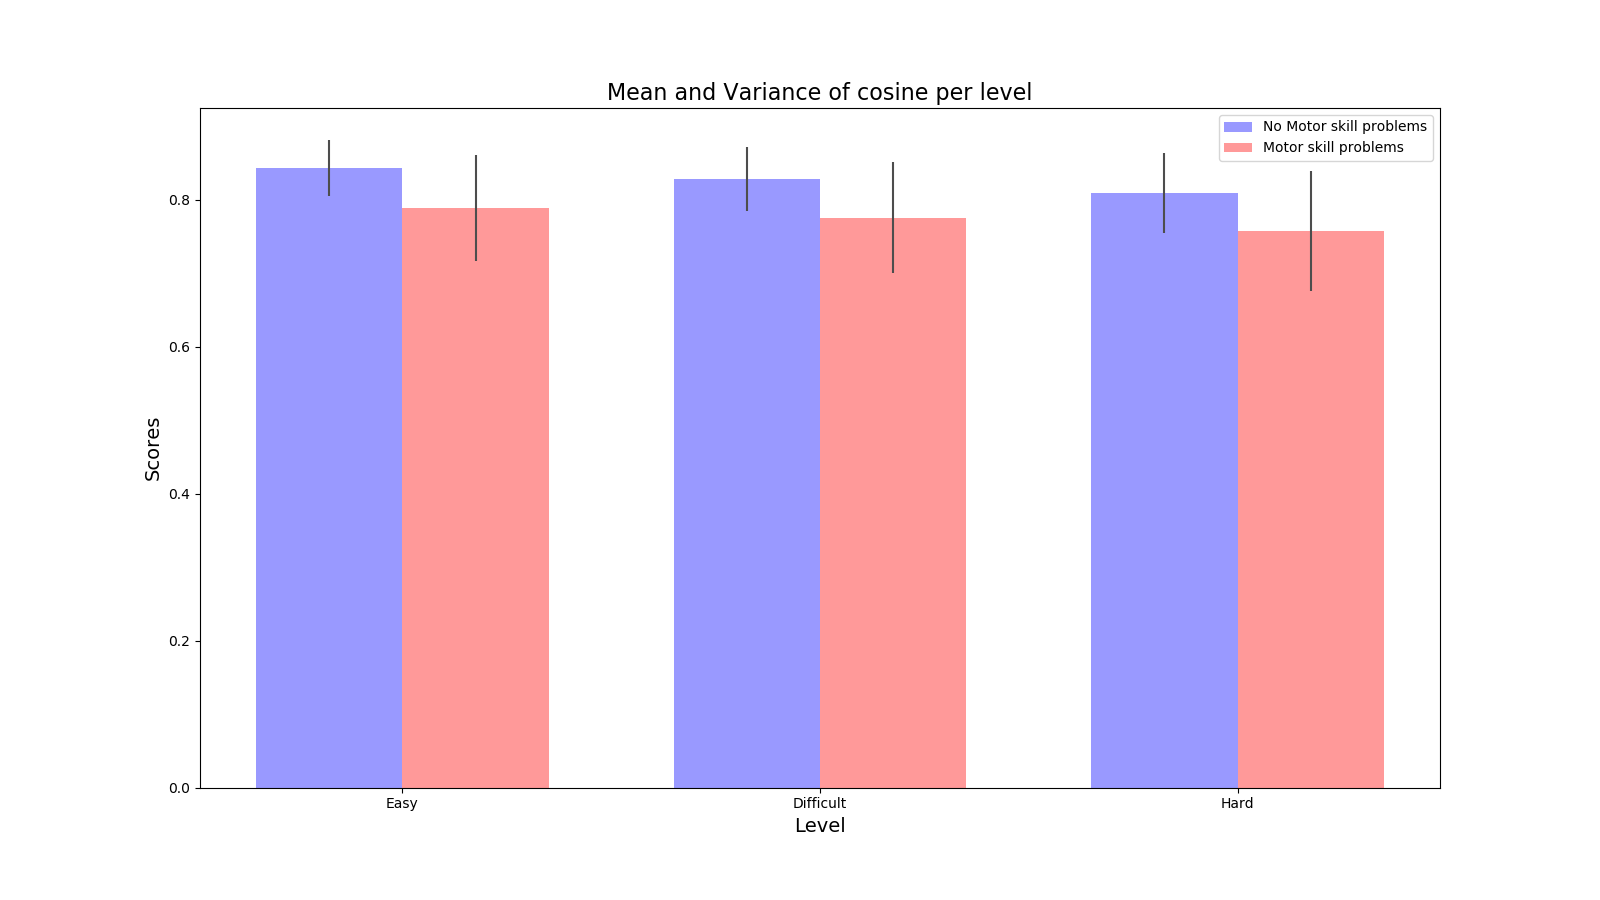 Mean and Variance of cosine per level
No Motor skill problems
Motor skill problems
Scores
0.8
0.6
0.4
0.2
0.0
Easy
Difficult
Hard
Level